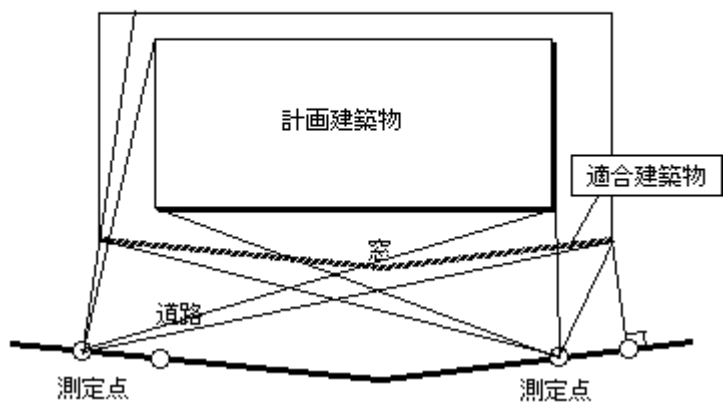 計画建築物
適合建築物
窓
道路
測定点
測定点